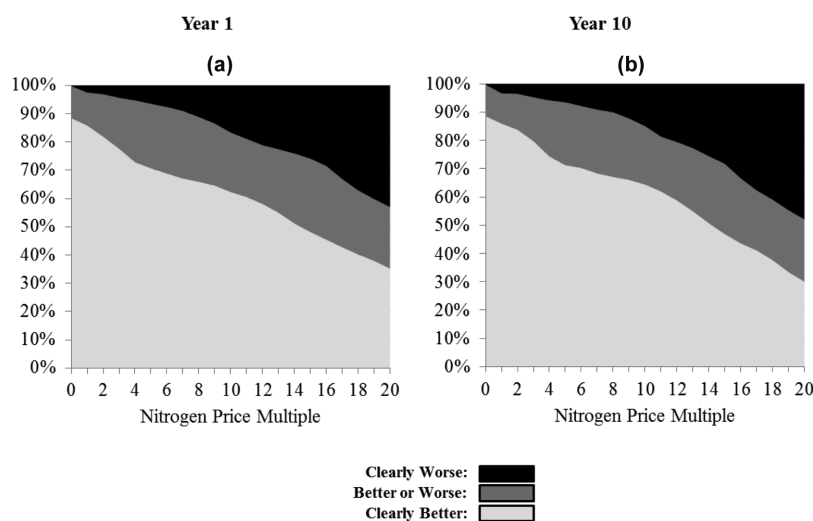 Year 1
(a)
100%
90%
80%
70%
60%
50%
40%
30%
20%
10%
0%
0 2 4 6 8 10 12 14 16 18 20
Nitrogen Price Multiple
Year 10
(b)
100%
90%
80%
70%
60%
50%
40%
30%
20%
10%
0%
0 2 4 6 8 10 12 14 16 18 20
Nitrogen Price Multiple
Clearly Worse:
Better or Worse:
Clearly Better: